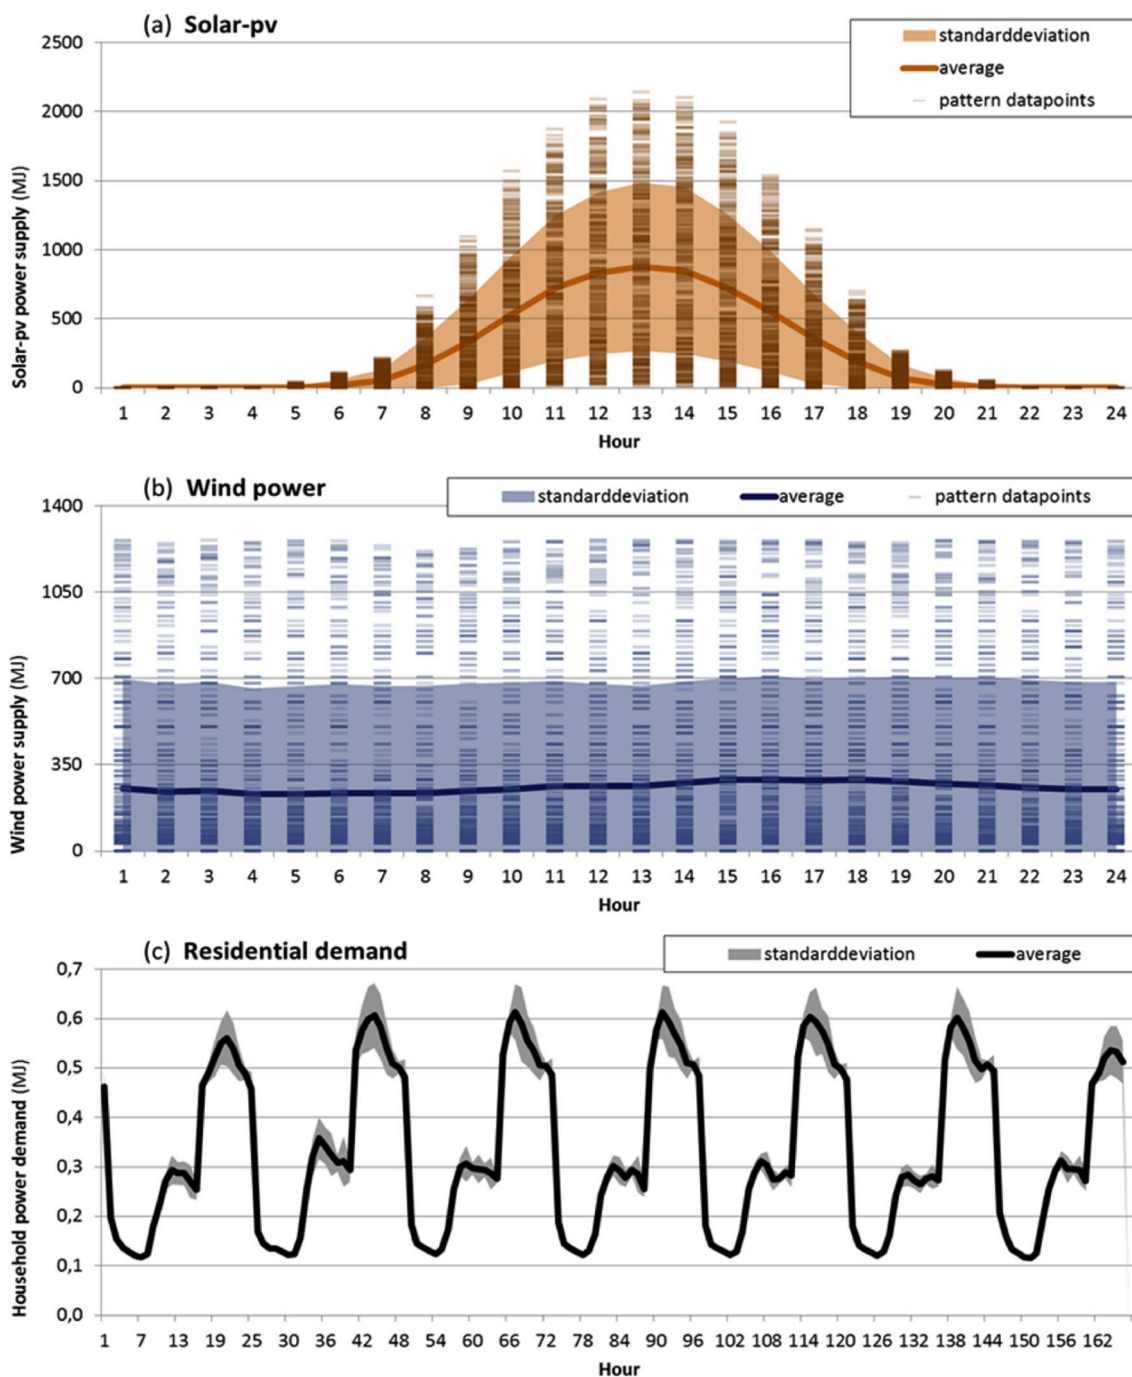 (a) Solar-pv
standarddeviation
average
pattern datapoints
2500
2000
1500
1000
500
0
Solar-pv power supply (MJ)
1 2 3 4 5 6 7 8 9 10 11 12 13 14 15 16 17 18 19 20 21 22 23 24
Hour
(b) Wind power
standarddeviation average pattern datapoints
1400
1050
700
350
0
Wind power supply (MJ)
1 2 3 4 5 6 7 8 9 10 11 12 13 14 15 16 17 18 19 20 21 22 23 24
Hour
(c) Residential demand
standarddeviation average
0,7
0,6
0,5
0,4
0,3
0,2
0,1
0,0
Household power demand (MJ)
1 7 13 19 24 30 36 42 48 54 60 66 72 78 84 90 96 102 108 114 120 126 132 138 144 150 156 162
Hour